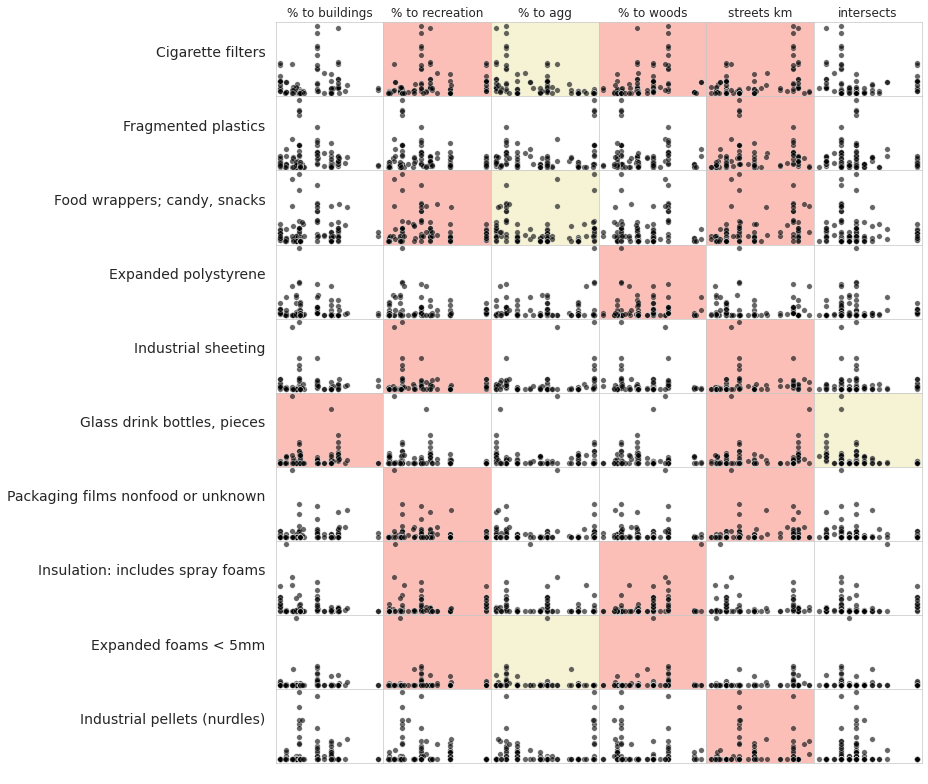 % to buildings % to recreation % to agg % to woods streets km intersects
Cigarette filters
Fragmented plastics
Food wrappers; candy, snacks
Expanded polystyrene
Industrial sheeting
Glass drink bottles, pieces
Packaging films nonfood or unknown
Insulation: includes spray foams
Expanded foams < 5mm
Industrial pellets (nurdles)